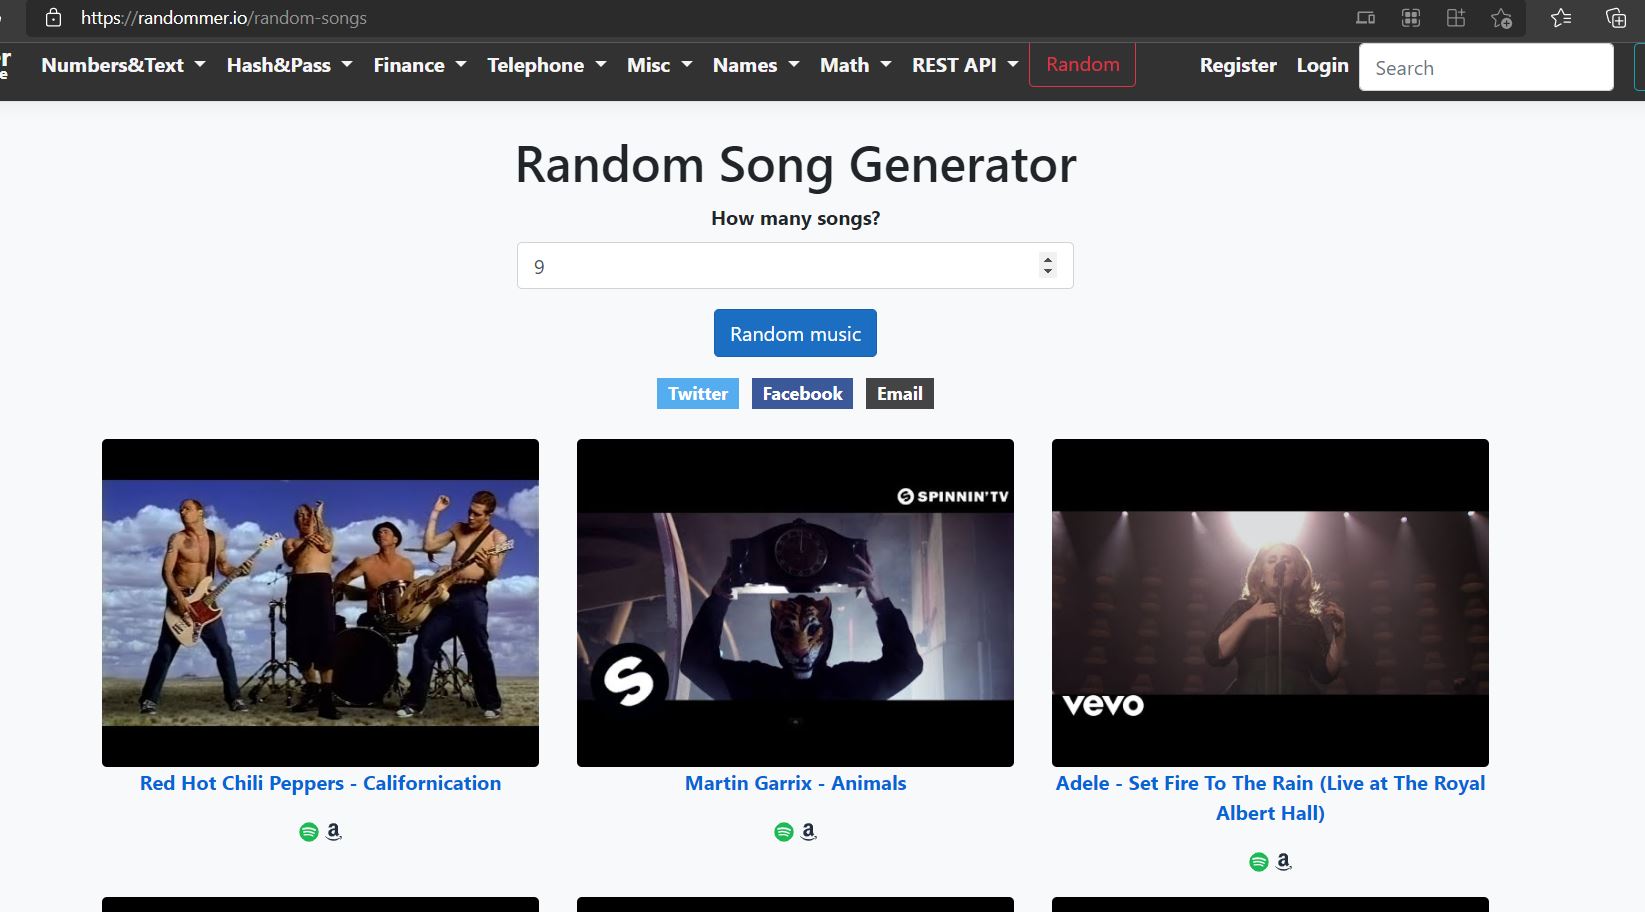 https://randommer.io/random-songs
Numbers&Text Hash&Pass Finance Telephone Misc Names Math REST API Random Register Login Search
Random Song Generator
How many songs?
9
Random music
Twitter Facebook Email
SPINNIN'TV
vevo
Red Hot Chili Peppers - Californication
Martin Garrix - Animals
Adele - Set Fire To The Rain (Live at The Royal
Albert Hall)